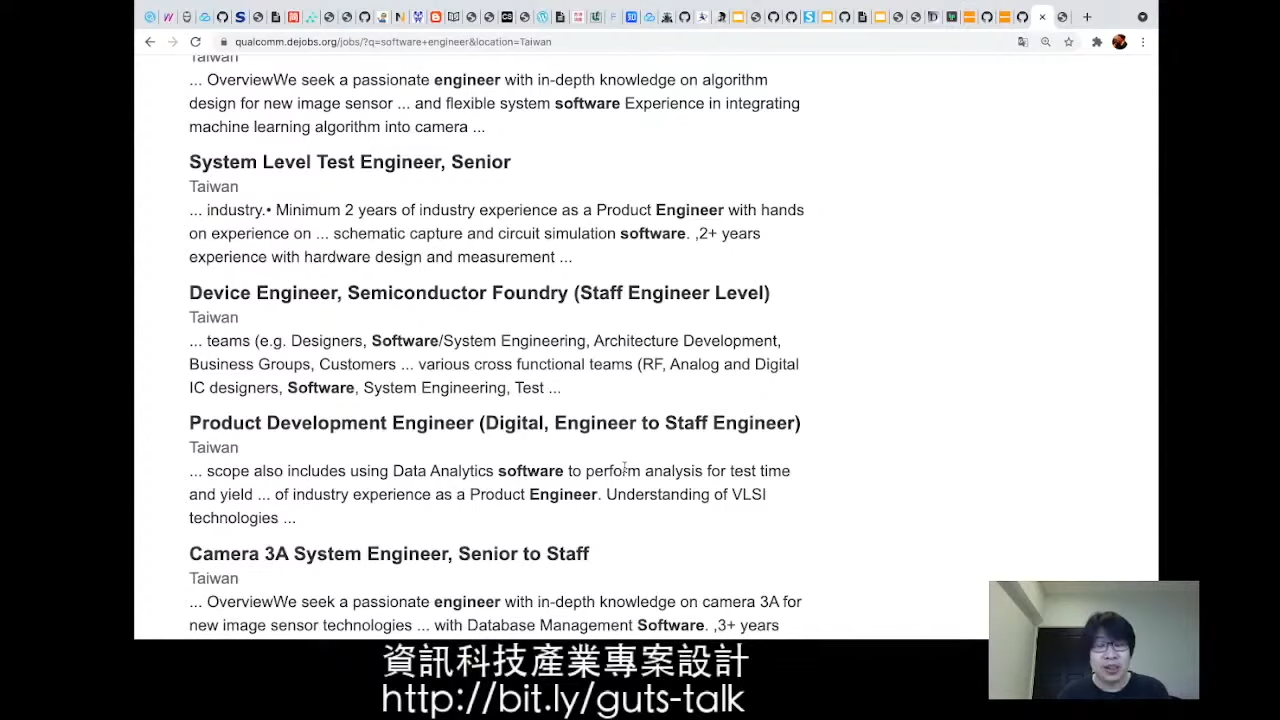 qualcomm.dejobs.org/jobs/?q=software+engineer&location=Taiwan
Taiwan
... OverviewWe seek a passionate engineer with in-depth knowledge on algorithm
design for new image sensor ... and flexible system software Experience in integrating
machine learning algorithm into camera ...
System Level Test Engineer, Senior
Taiwan
... industry.• Minimum 2 years of industry experience as a Product Engineer with hands
on experience on ... schematic capture and circuit simulation software. ,2+ years
experience with hardware design and measurement ...
Device Engineer, Semiconductor Foundry (Staff Engineer Level)
Taiwan
... teams (e.g. Designers, Software/System Engineering, Architecture Development,
Business Groups, Customers ... various cross functional teams (RF, Analog and Digital
IC designers, Software, System Engineering, Test ...
Product Development Engineer (Digital, Engineer to Staff Engineer)
Taiwan
... scope also includes using Data Analytics software to perform analysis for test time
and yield ... of industry experience as a Product Engineer. Understanding of VLSI
technologies ...
Camera 3A System Engineer, Senior to Staff
Taiwan
... OverviewWe seek a passionate engineer with in-depth knowledge on camera 3A for
new image sensor technologies ... with Database Management Software. ,3+ years
資訊科技產業專案設計
http://bit.ly/guts-talk